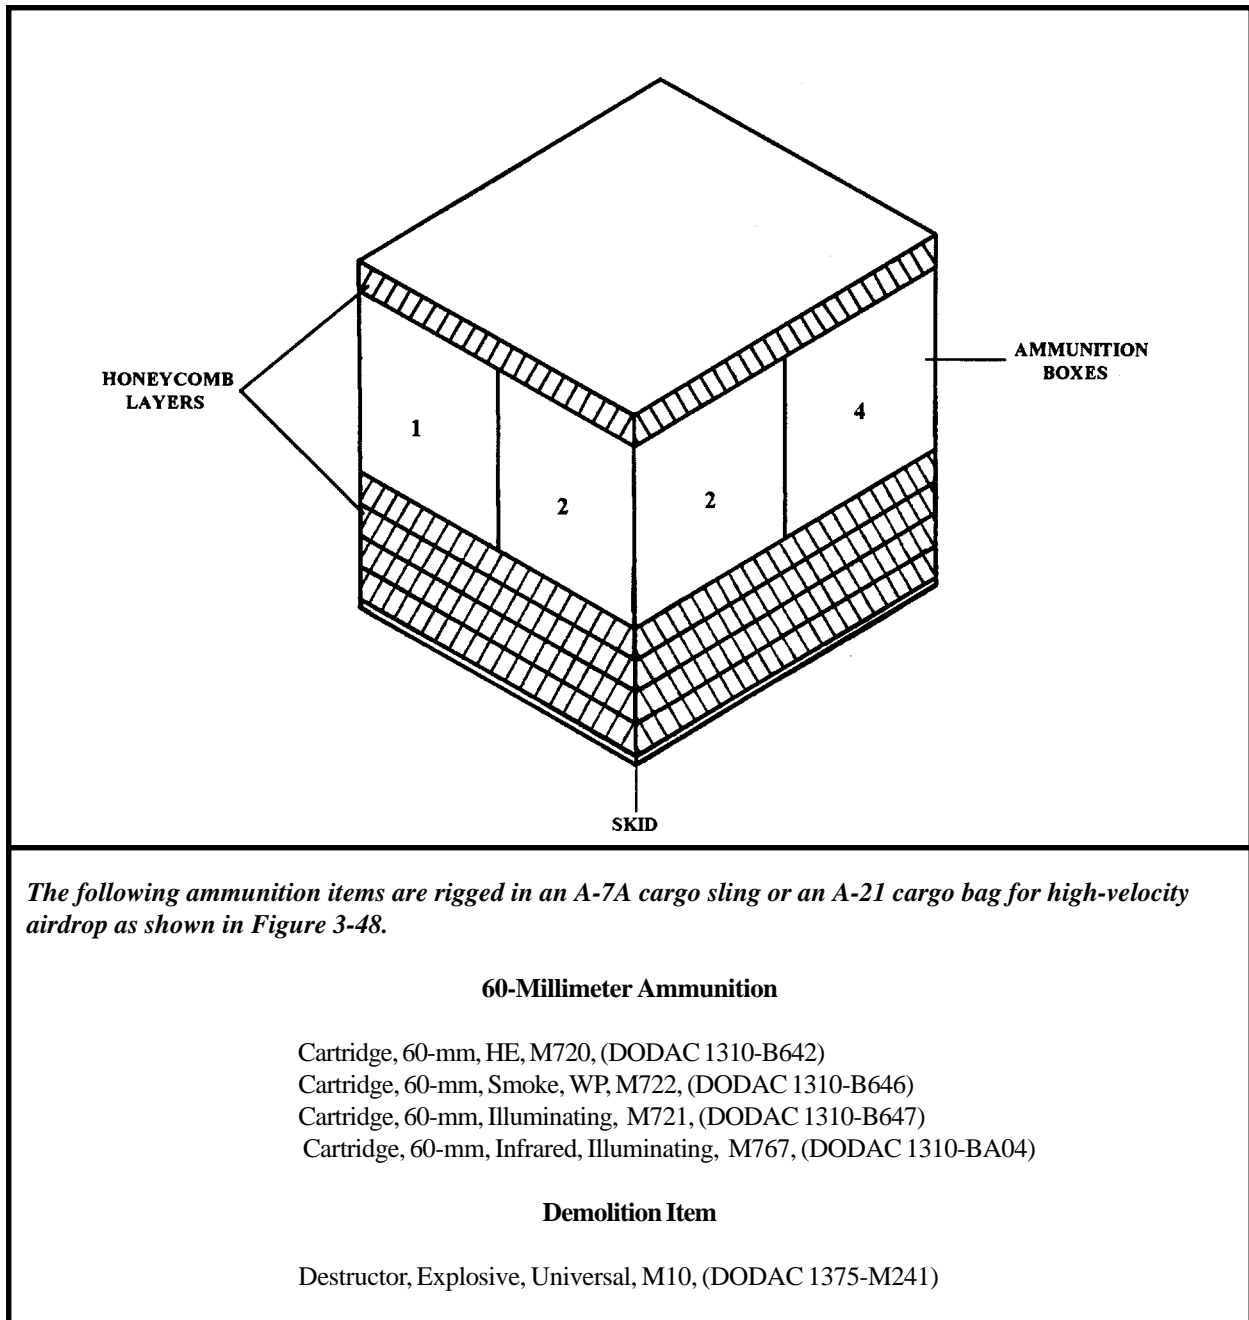 HONEYCOMB
LAYERS
AMMUNITION
BOXES
1
2
2
4
SKID
The following ammunition items are rigged in an A-7A cargo sling or an A-21 cargo bag for high-velocity
airdrop as shown in Figure 3-48.
60-Millimeter Ammunition
Cartridge, 60-mm, HE, M720, (DODAC 1310-B642)
Cartridge, 60-mm, Smoke, WP, M722, (DODAC 1310-B646)
Cartridge, 60-mm, Illuminating, M721, (DODAC 1310-B647)
Cartridge, 60-mm, Infrared, Illuminating, M767, (DODAC 1310-BA04)
Demolition Item
Destructor, Explosive, Universal, M10, (DODAC 1375-M241)